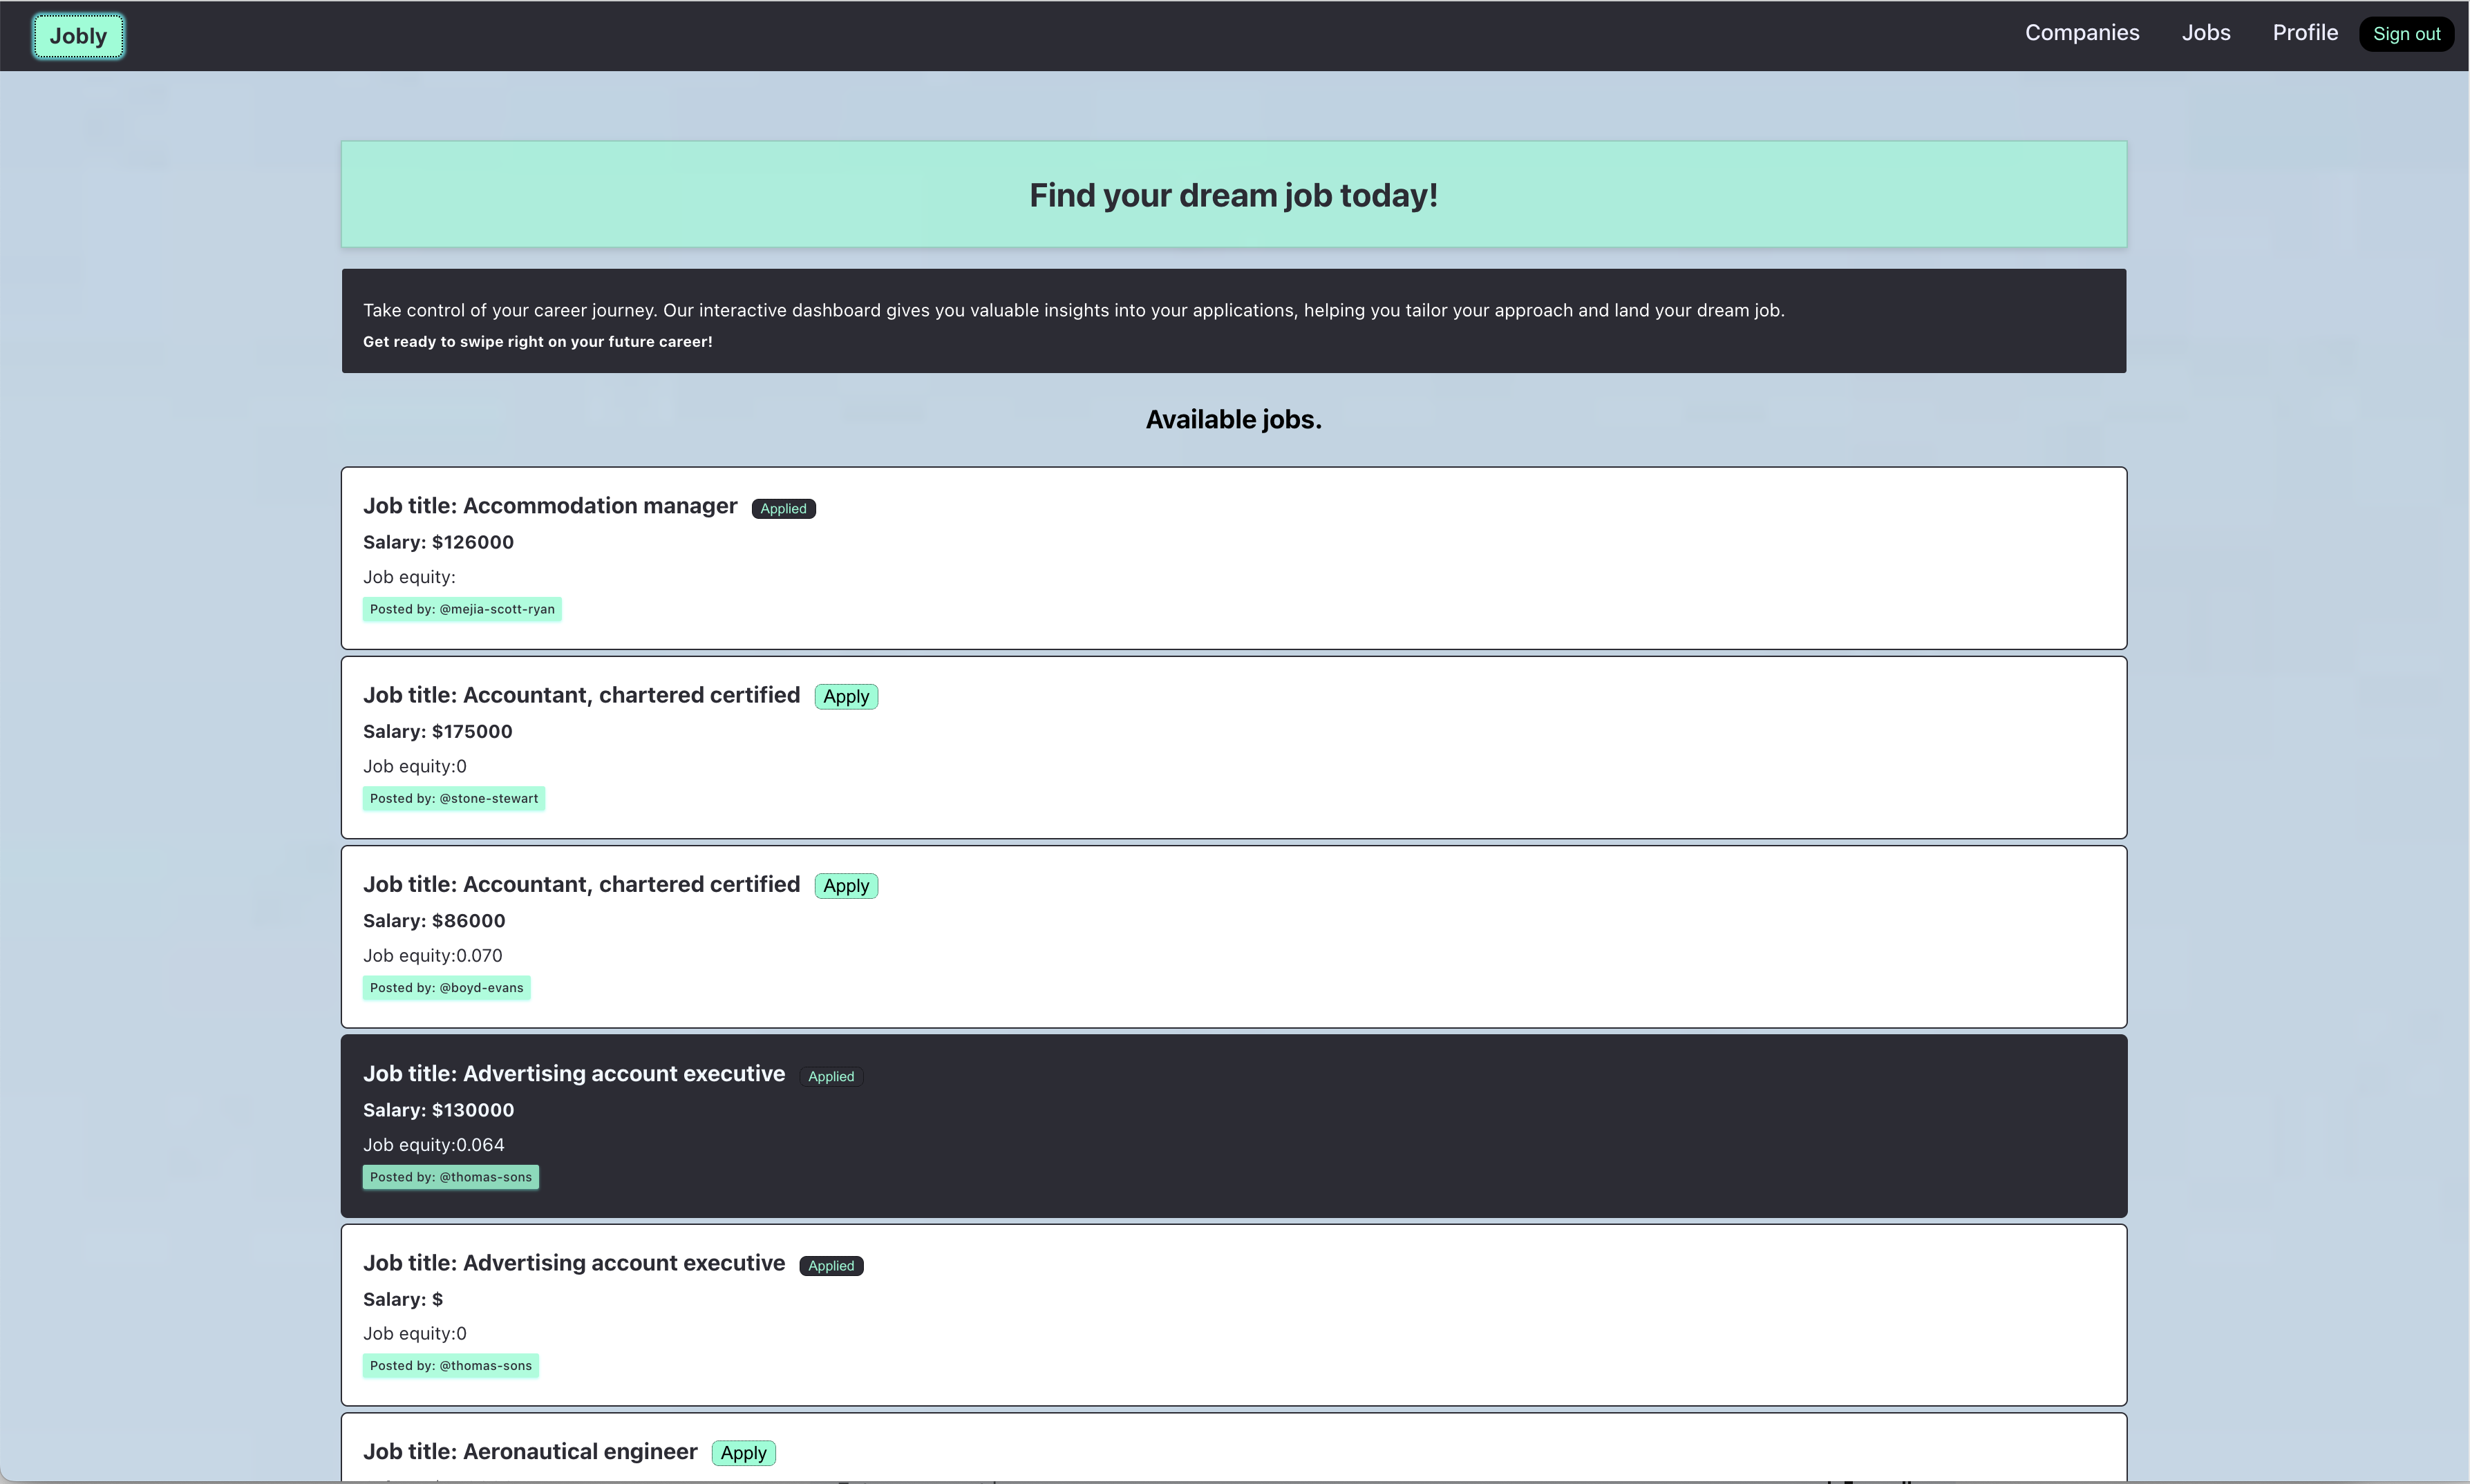 Jobly
Companies Jobs Profile Sign out
Find your dream job today!
Take control of your career journey. Our interactive dashboard gives you valuable insights into your applications, helping you tailor your approach and land your dream job.
Get ready to swipe right on your future career!
Available jobs.
Job title: Accommodation manager Applied
Salary: $126000
Job equity:
Posted by: @mejia-scott-ryan
Job title: Accountant, chartered certified Apply
Salary: $175000
Job equity:0
Posted by: @stone-stewart
Job title: Accountant, chartered certified Apply
Salary: $86000
Job equity:0.070
Posted by: @boyd-evans
Job title: Advertising account executive Applied
Salary: $130000
Job equity:0.064
Posted by: @thomas-sons
Job title: Advertising account executive Applied
Salary: $
Job equity:0
Posted by: @thomas-sons
Job title: Aeronautical engineer Apply